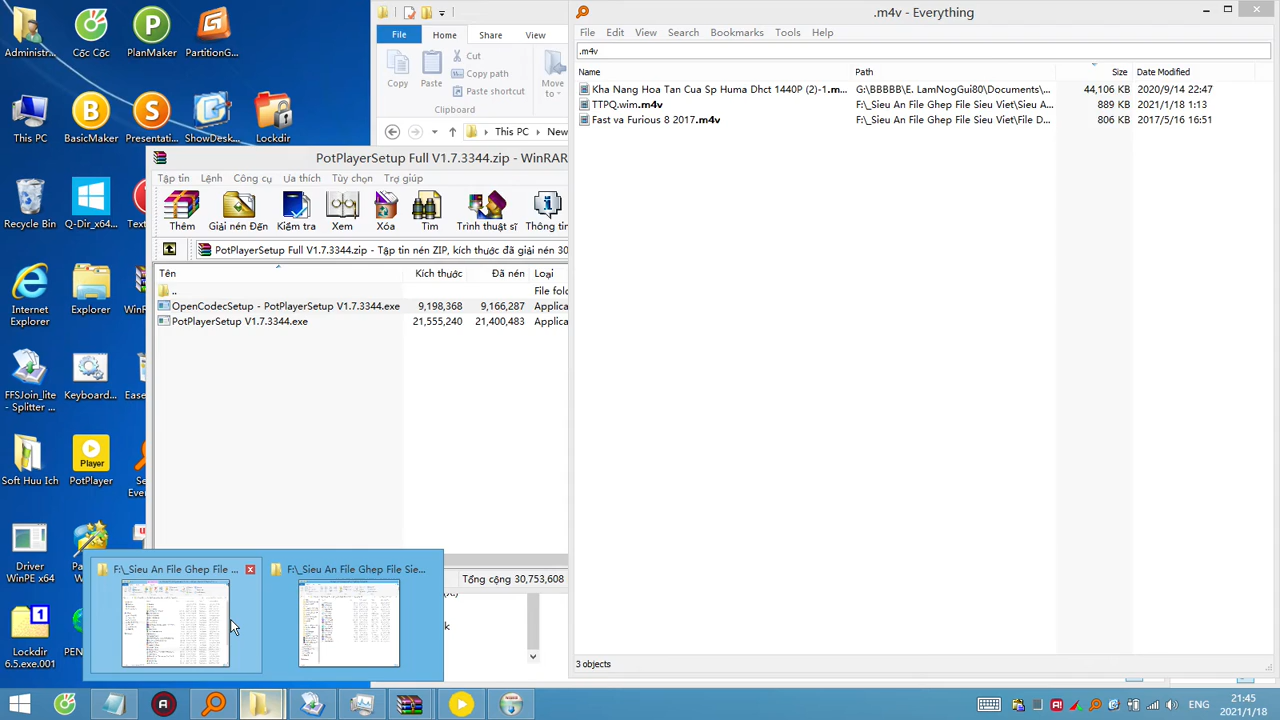 Administr...
Cốc Cốc
PlanMaker
PartitionG...
This PC
BasicMaker
Presentati...
Lockdir
Recycle Bin
Q-Dir_x64...
Internet
Explorer
Explorer
FFSJoin_lite
- Splitter ...
Keyboard...
Soft Huu Ich
PotPlayer
Player
Driver
WinPE x64
Lockdir
6.5.exe.001
File
Home
Share
View
Copy
Paste
Cut
Copy path
Paste shortcut
Move
to
Clipboard
This PC
New
PotPlayerSetup Full V1.7.3344.zip - WinRAR
Tập tin
Lệnh
Công cụ
Ưa thích
Tùy chọn
Trợ giúp
Thêm
Giải nén Đến
Kiểm tra
Xem
Xóa
Tìm
Trình thuật sĩ
Thông tin
PotPlayerSetup Full V1.7.3344.zip - Tập tin nén ZIP, kích thước đã giải nén 30
Tên
Kích thước
Đã nén
Loại
..
File fol
OpenCodecSetup - PotPlayerSetup V1.7.3344.exe 9,198,368 9,166,287 Applica
PotPlayerSetup V1.7.3344.exe 21,555,240 21,400,483 Applica
Tổng cộng 30,753,608
.m4v - Everything
File
Edit
View
Search
Bookmarks
Tools
Help
.m4v
Name
Path
Size
Date Modified
Kha Nang Hoa Tan Cua Sp Huma Dhct 1440P (2)-1.m... G:\BBBBB\E. LamNogGui80\Documents\... 44,106 KB 2020/9/14 22:47
TTPQ.wim.m4v F:\_Sieu An File Ghep File Sieu Viet\Sieu A... 889 KB 2021/1/18 1:13
Fast va Furious 8 2017.m4v F:\_Sieu An File Ghep File Sieu Viet\File D... 806 KB 2017/5/16 16:51
3 objects
F:\_Sieu An File Ghep File ...
F:\_Sieu An File Ghep File Sie...
ENG
21:45
2021/1/18